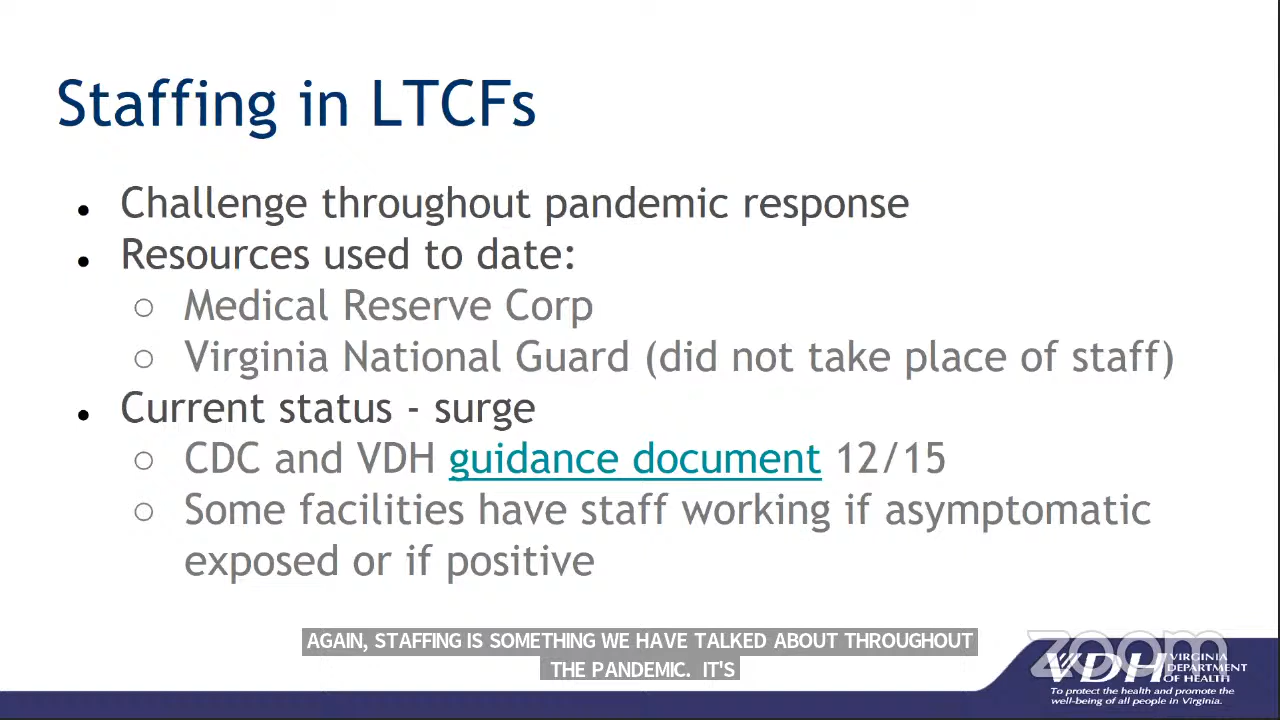 Staffing in LTCFs
● Challenge throughout pandemic response
● Resources used to date:
○ Medical Reserve Corp
○ Virginia National Guard (did not take place of staff)
● Current status - surge
○ CDC and VDH guidance document 12/15
○ Some facilities have staff working if asymptomatic
exposed or if positive
AGAIN, STAFFING IS SOMETHING WE HAVE TALKED ABOUT THROUGHOUT
THE PANDEMIC. IT'S
zoom
VDH VIRGINIA
DEPARTMENT
OF HEALTH
To protect the health and promote the
well-being of all people in Virginia.